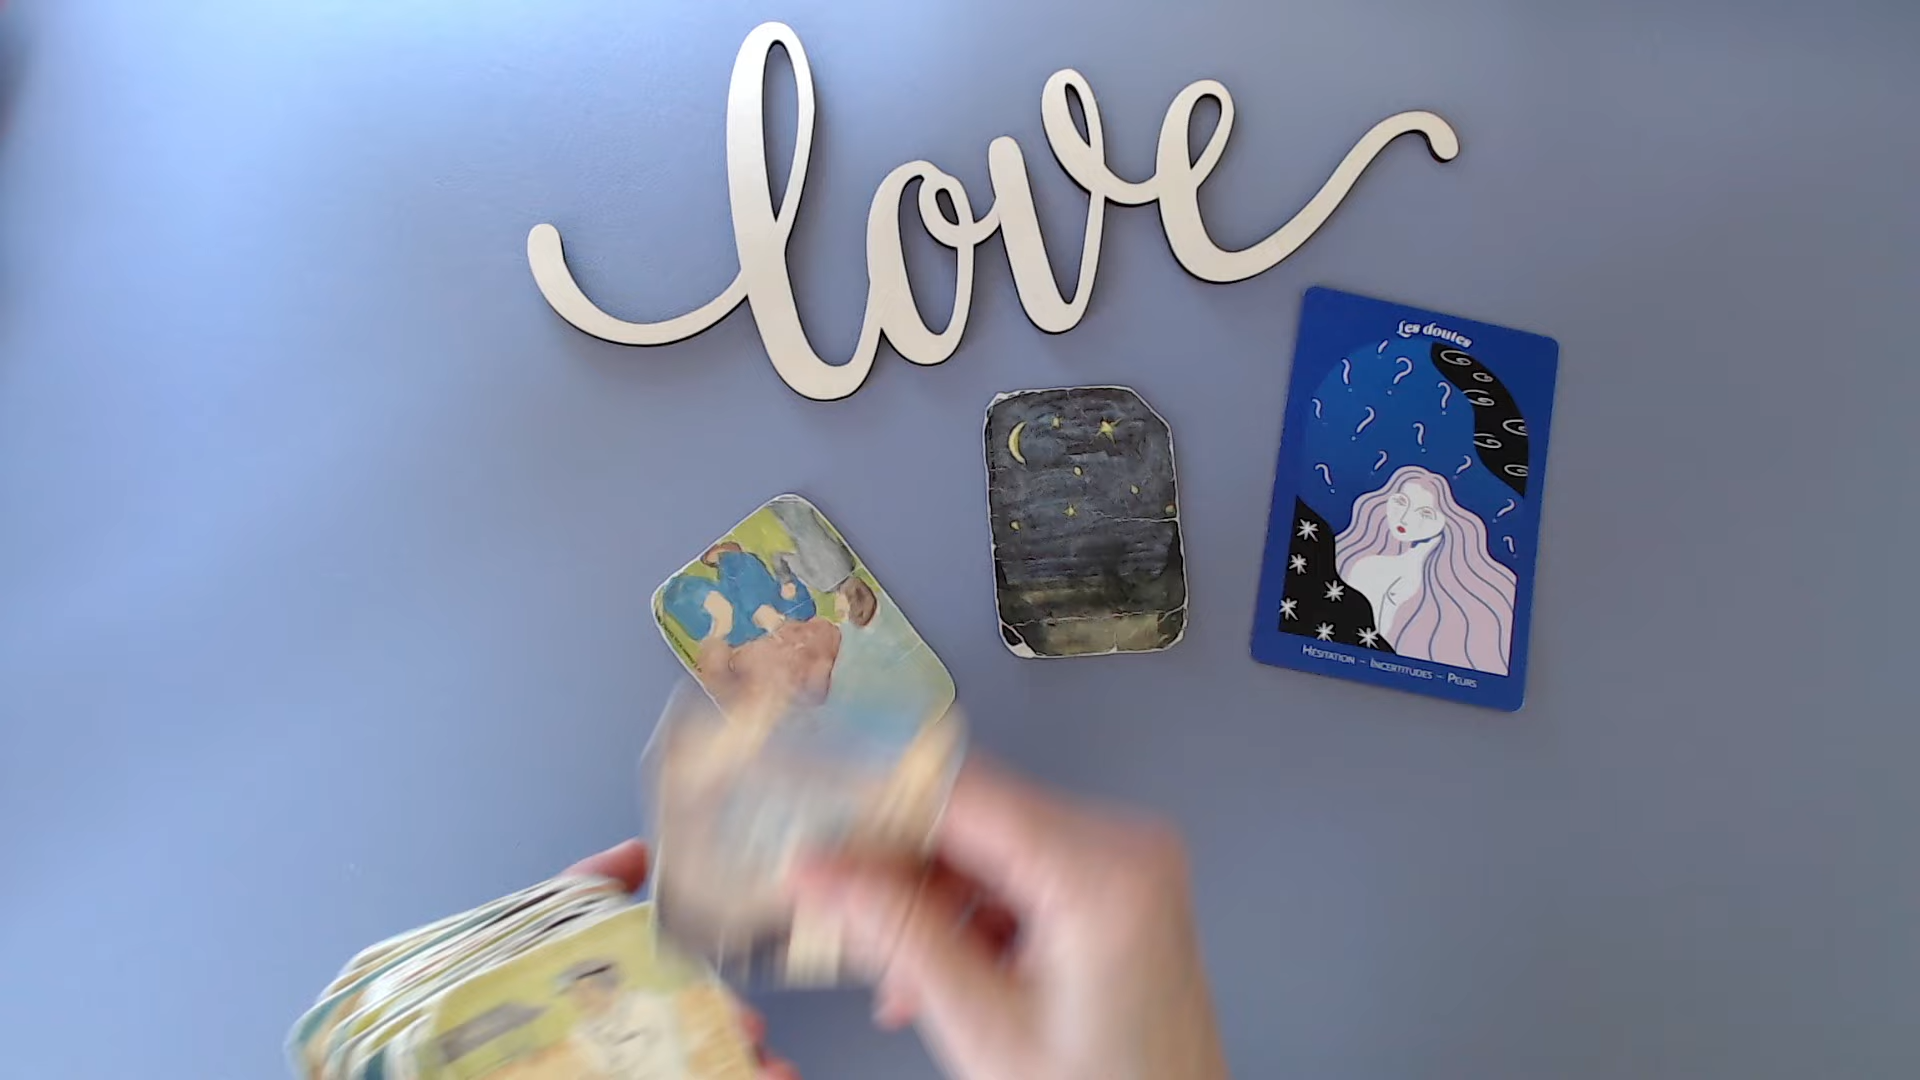 love
Les doutes
Hésitation - Incertitudes - Peurs